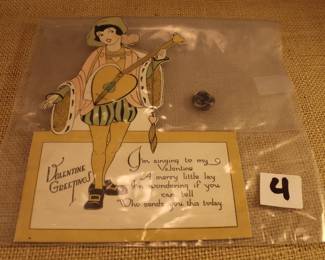 Valentine
Greetings
I'm singing to my
Valentine
A merry little lay
I'm wondering if you
can tell
Who sends you this today.
4